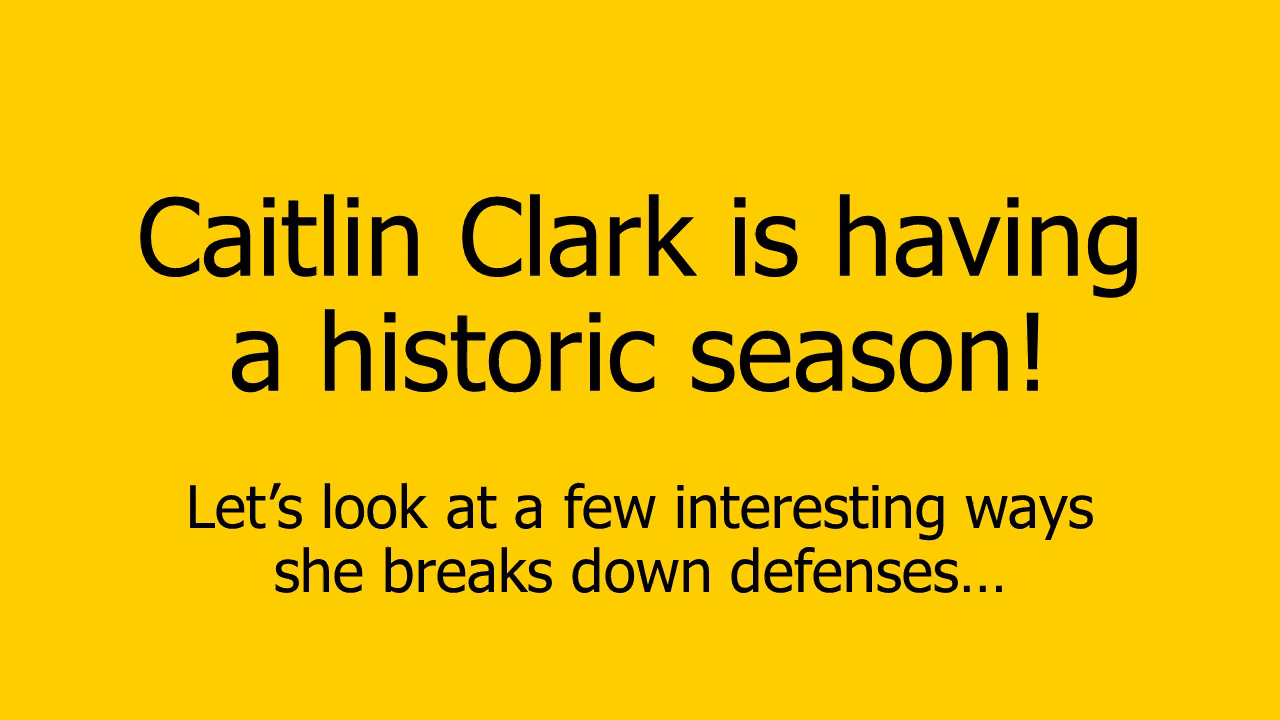 Caitlin Clark is having
a historic season!
Let’s look at a few interesting ways
she breaks down defenses…